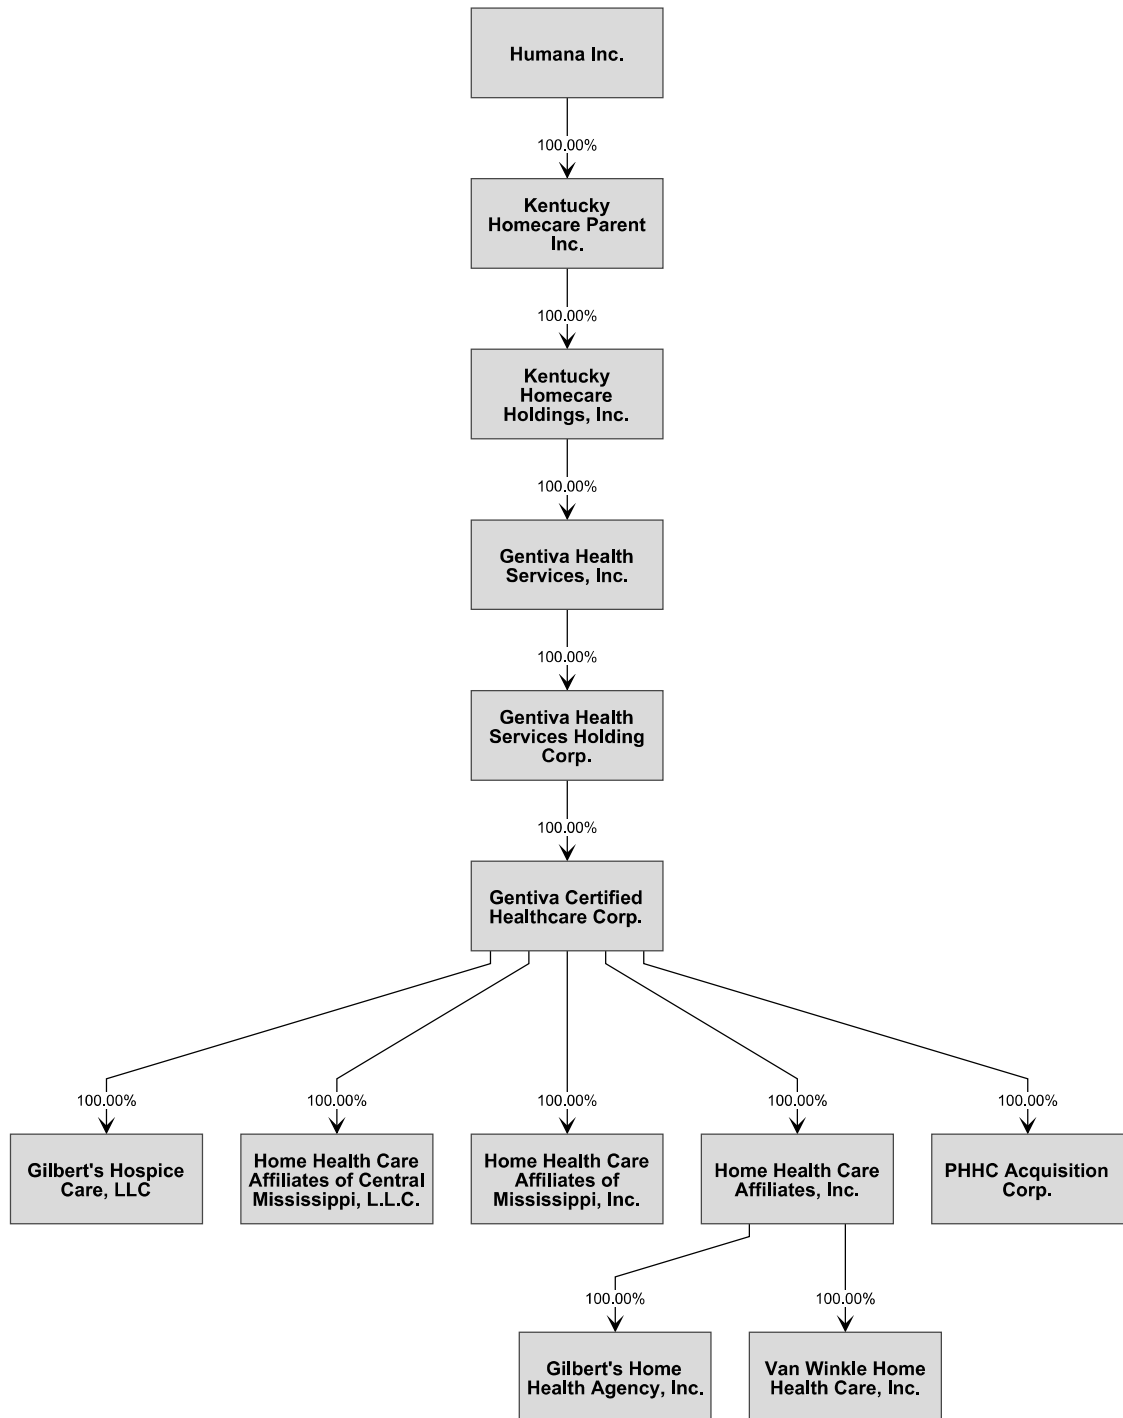 Humana Inc.
100.00%
Kentucky
Homecare Parent
Inc.
100.00%
Kentucky
Homecare
Holdings, Inc.
100.00%
Gentiva Health
Services, Inc.
100.00%
Gentiva Health
Services Holding
Corp.
100.00%
Gentiva Certified
Healthcare Corp.
100.00%
100.00%
100.00%
100.00%
100.00%
Gilbert's Hospice
Care, LLC
Home Health Care
Affiliates of Central
Mississippi, L.L.C.
Home Health Care
Affiliates of
Mississippi, Inc.
Home Health Care
Affiliates, Inc.
PHHC Acquisition
Corp.
100.00%
100.00%
Gilbert's Home
Health Agency, Inc.
Van Winkle Home
Health Care, Inc.